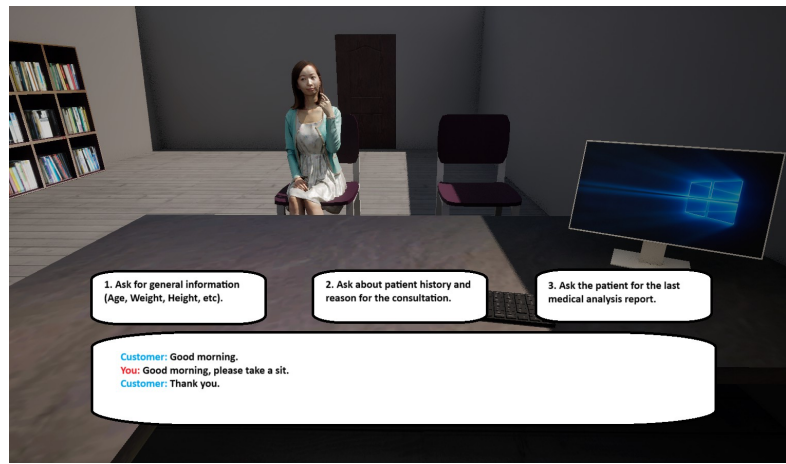 1. Ask for general information
(Age, Weight, Height, etc).
2. Ask about patient history and
reason for the consultation.
3. Ask the patient for the last
medical analysis report.
Customer: Good morning.
You: Good morning, please take a sit.
Customer: Thank you.